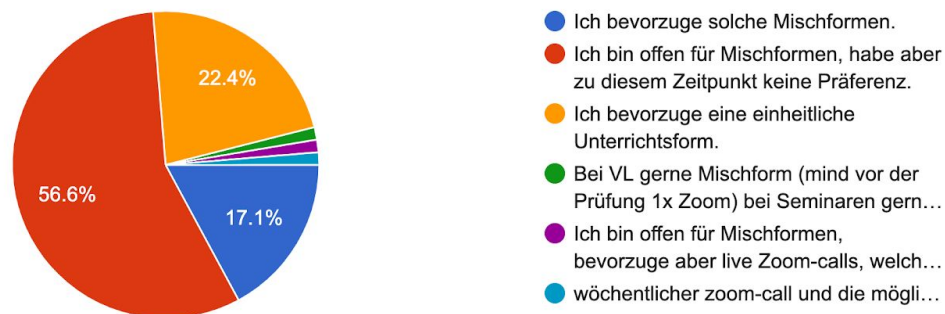 22.4%
56.6%
17.1%
Ich bevorzuge solche Mischformen.
Ich bin offen für Mischformen, habe aber
zu diesem Zeitpunkt keine Präferenz.
Ich bevorzuge eine einheitliche
Unterrichtsform.
Bei VL gerne Mischform (mind vor der
Prüfung 1x Zoom) bei Seminaren gern…
Ich bin offen für Mischformen,
bevorzuge aber live Zoom-calls, welch…
wöchentlicher zoom-call und die mögli…